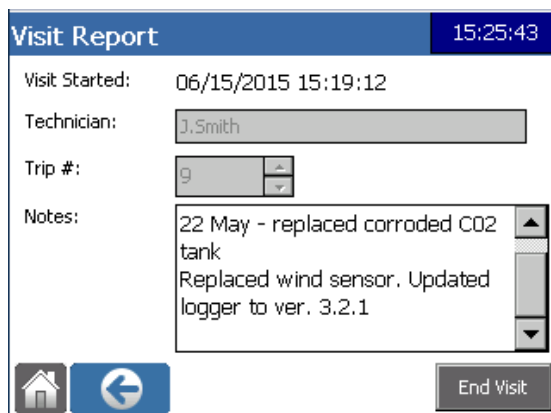 Visit Report
15:25:43
Visit Started: 06/15/2015 15:19:12
Technician: J.Smith
Trip #: 9
Notes:
22 May - replaced corroded C02
tank
Replaced wind sensor. Updated
logger to ver. 3.2.1
End Visit